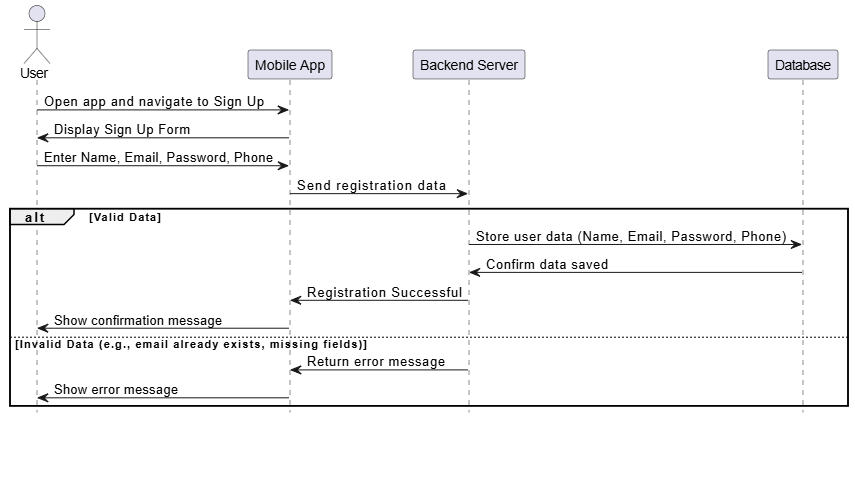 User
Mobile App
Backend Server
Database
Open app and navigate to Sign Up
Display Sign Up Form
Enter Name, Email, Password, Phone
Send registration data
alt
[Valid Data]
Store user data (Name, Email, Password, Phone)
Confirm data saved
Registration Successful
Show confirmation message
[Invalid Data (e.g., email already exists, missing fields)]
Return error message
Show error message